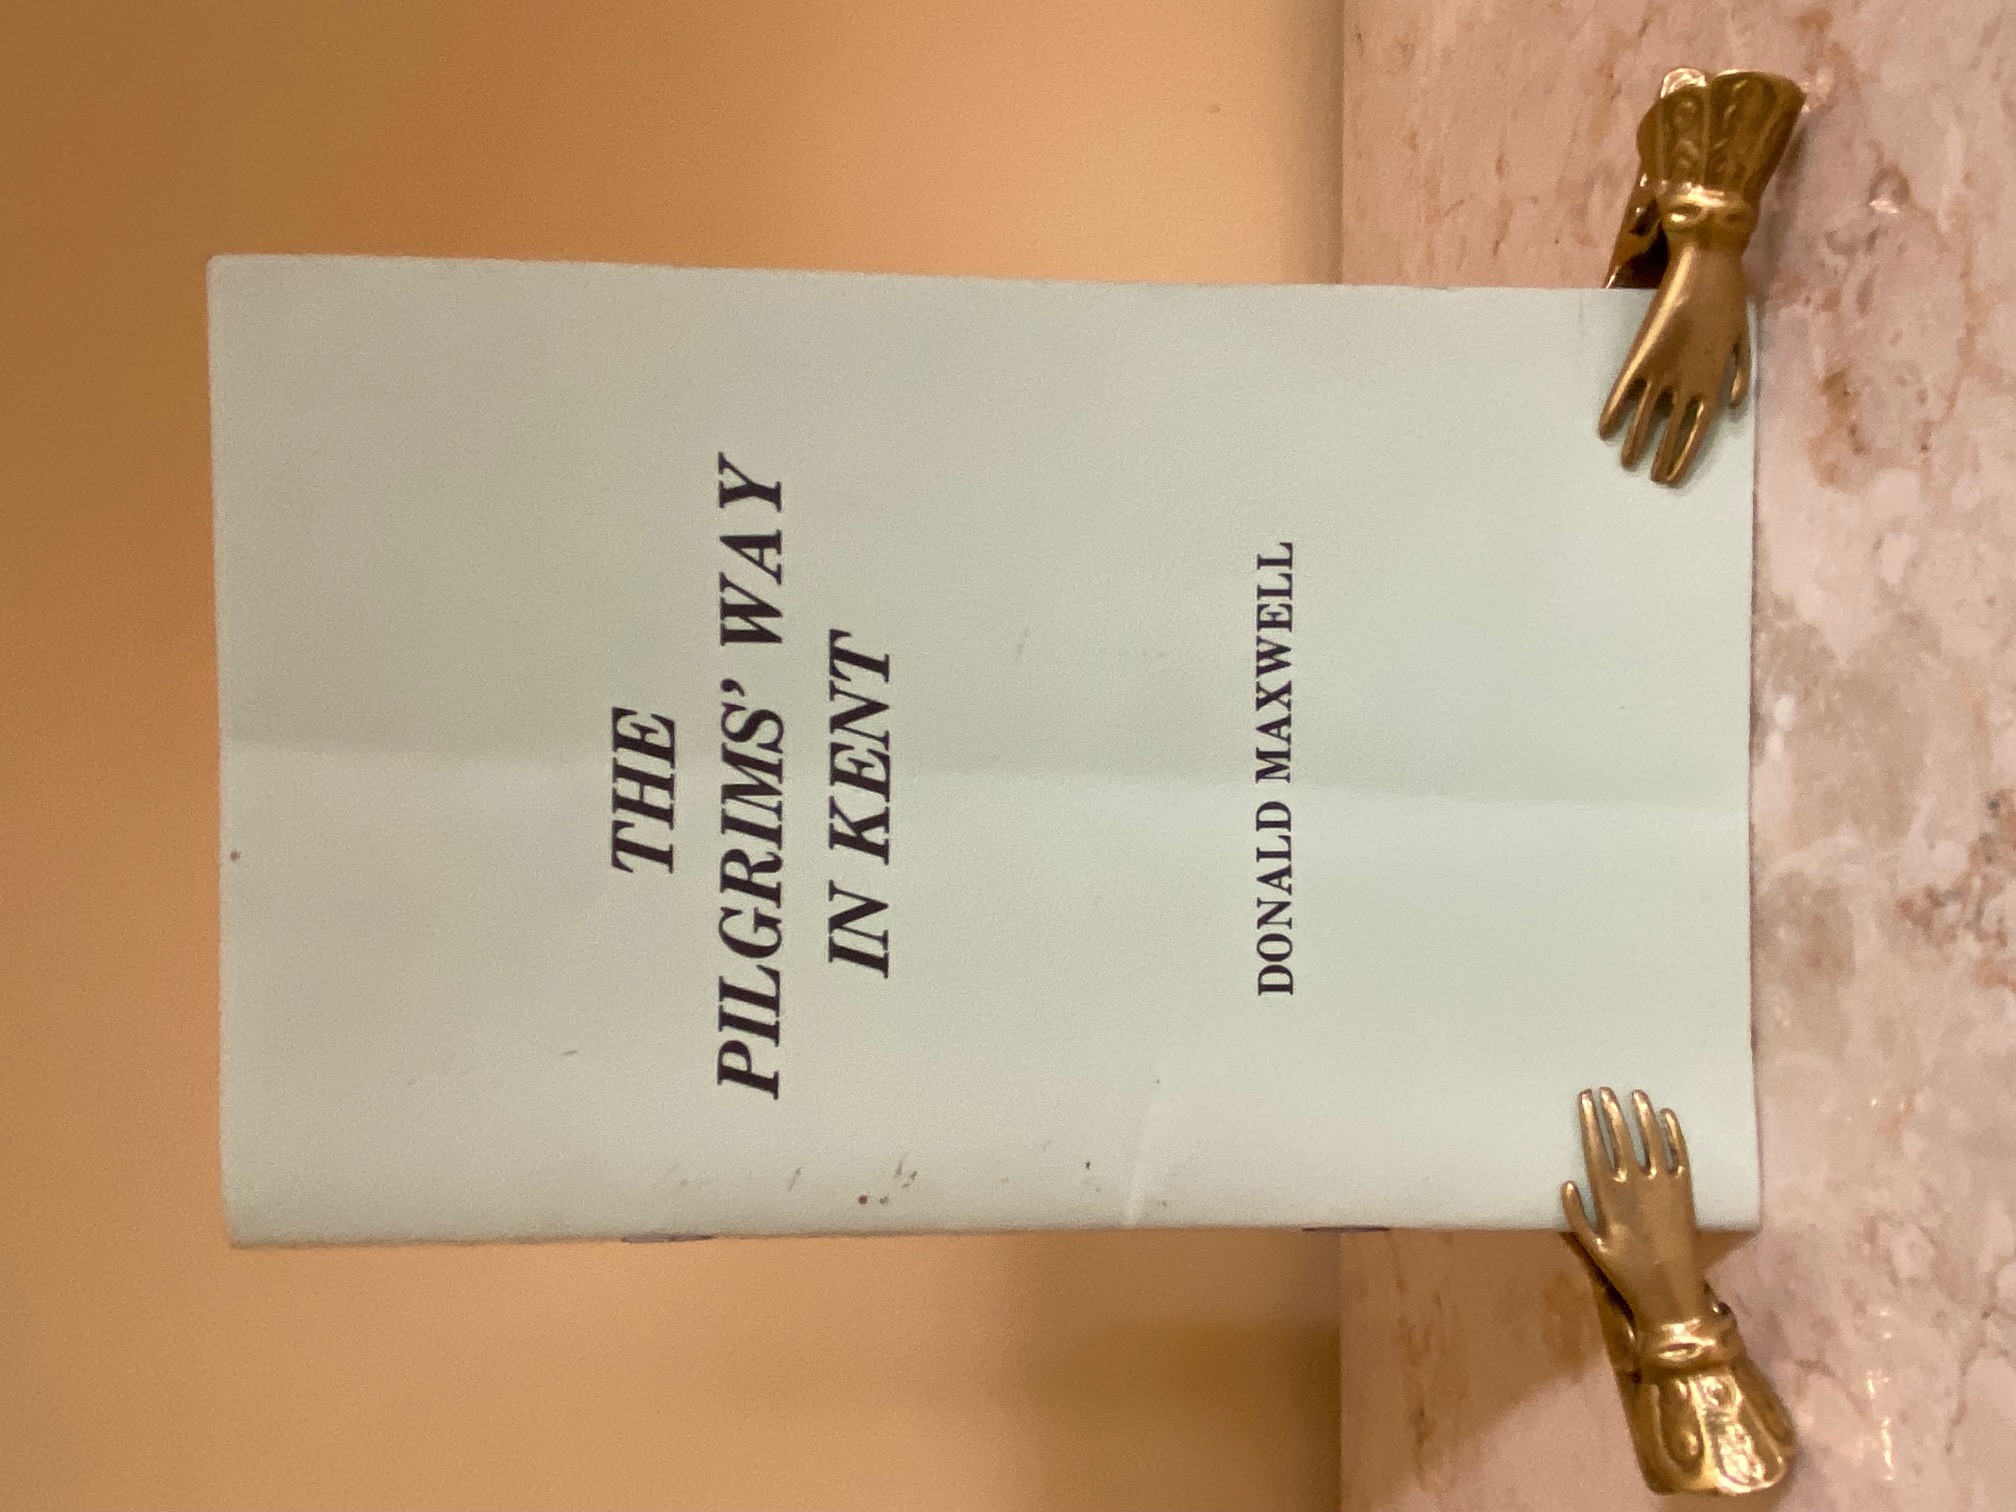 THE
PILGRIMS' WAY
IN KENT
DONALD MAXWELL